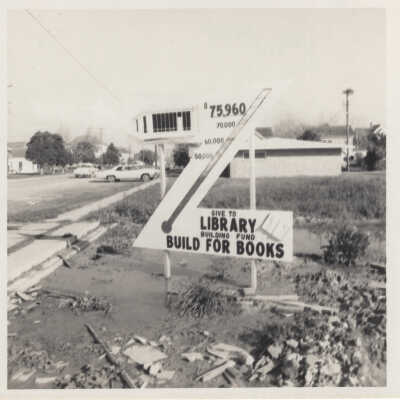 $75,960
70,000
60,000
50,000
GIVE TO
LIBRARY
BUILDING FUND
BUILD FOR BOOKS